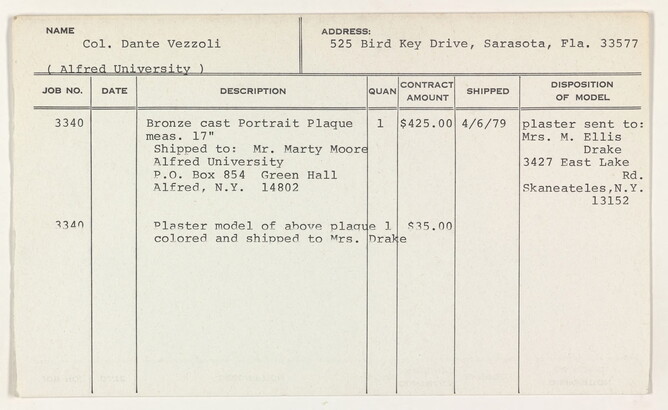 NAME
Col. Dante Vezzoli
( Alfred University )
ADDRESS:
525 Bird Key Drive, Sarasota, Fla. 33577
JOB NO. DATE DESCRIPTION QUAN CONTRACT AMOUNT SHIPPED DISPOSITION OF MODEL
3340 Bronze cast Portrait Plaque 1 $425.00 4/6/79 plaster sent to:
meas. 17" Mrs. M. Ellis
Shipped to: Mr. Marty Moore Drake
Alfred University 3427 East Lake
P.O. Box 854 Green Hall Rd.
Alfred, N.Y. 14802 Skaneateles,N.Y.
13152
3340 Plaster model of above plaque 1 $35.00
colored and shipped to Mrs. Drake